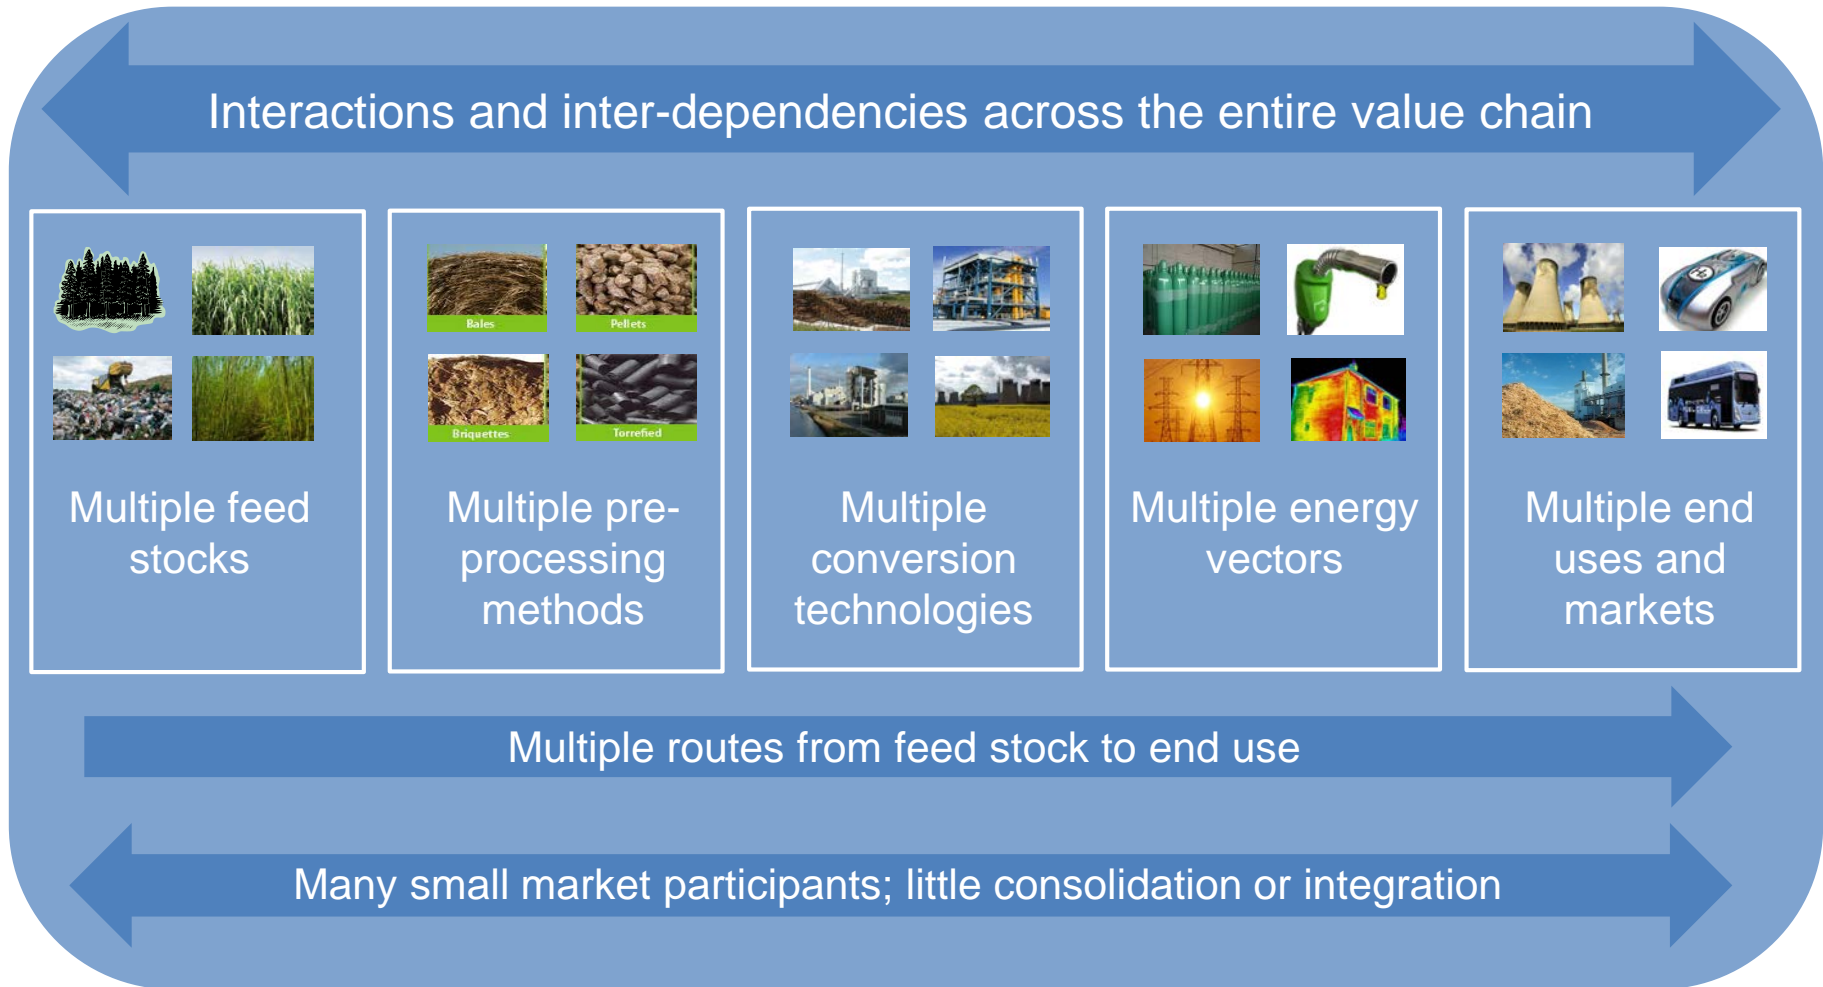 Interactions and inter-dependencies across the entire value chain
Bales
Pellets
Briquettes
Torrefied
Multiple feed
stocks
Multiple pre-
processing
methods
Multiple
conversion
technologies
Multiple energy
vectors
Multiple end
uses and
markets
Multiple routes from feed stock to end use
Many small market participants; little consolidation or integration